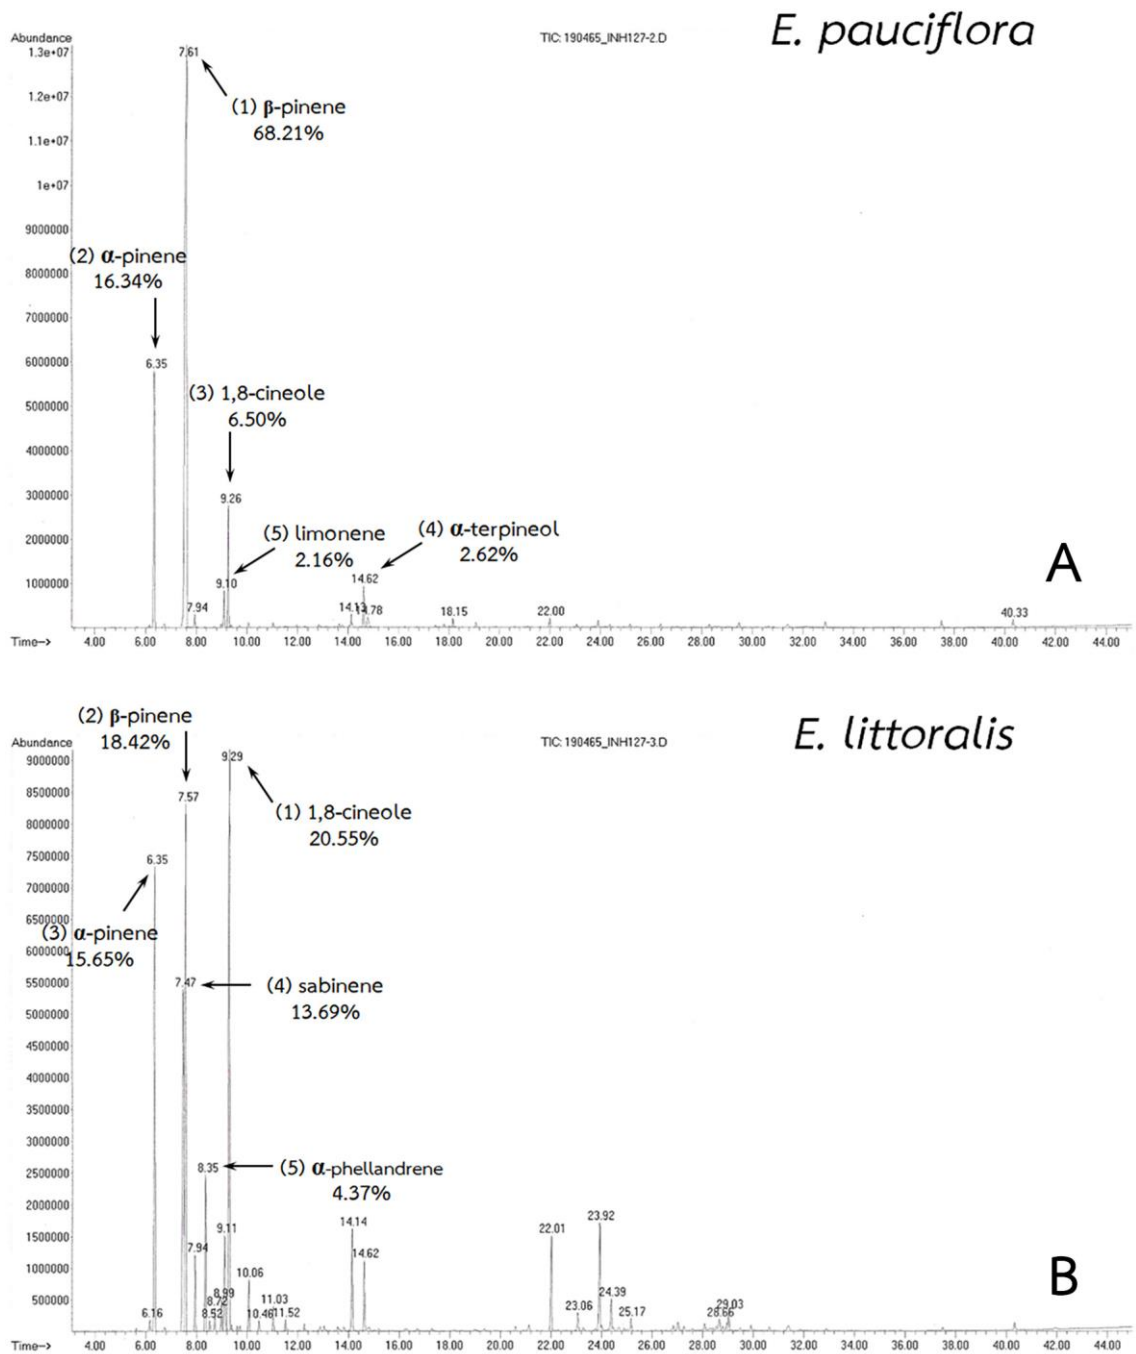 E. pauciflora
Abundance
TIC: 190465_INH127-2.D
1.3e+07
7.61
(1) β-pinene
68.21%
1.2e+07
1.1e+07
1e+07
9000000
(2) α-pinene
16.34%
8000000
7000000
6000000
6.35
(3) 1,8-cineole
6.50%
5000000
4000000
3000000
9.26
2000000
(5) limonene
2.16%
(4) α-terpineol
2.62%
1000000
9.10
14.62
A
7.94
14.13
14.78
18.15
22.00
40.33
Time-->
4.00 6.00 8.00 10.00 12.00 14.00 16.00 18.00 20.00 22.00 24.00 26.00 28.00 30.00 32.00 34.00 36.00 38.00 40.00 42.00 44.00
(2) β-pinene
18.42%
E. littoralis
Abundance
TIC: 190465_INH127-3.D
9000000
9.29
8500000
7.57
(1) 1,8-cineole
20.55%
8000000
7500000
6.35
7000000
6500000
(3) α-pinene
15.65%
6000000
5500000
7.47
(4) sabinene
13.69%
5000000
4500000
4000000
3500000
3000000
2500000
8.35
(5) α-phellandrene
4.37%
2000000
1500000
9.11
14.14
22.01
23.92
1000000
7.94
10.06
14.62
B
500000
6.16
8.52
8.72
8.99
10.46
11.03
11.52
23.06
24.39
25.17
28.66
29.03
Time-->
4.00 6.00 8.00 10.00 12.00 14.00 16.00 18.00 20.00 22.00 24.00 26.00 28.00 30.00 32.00 34.00 36.00 38.00 40.00 42.00 44.00